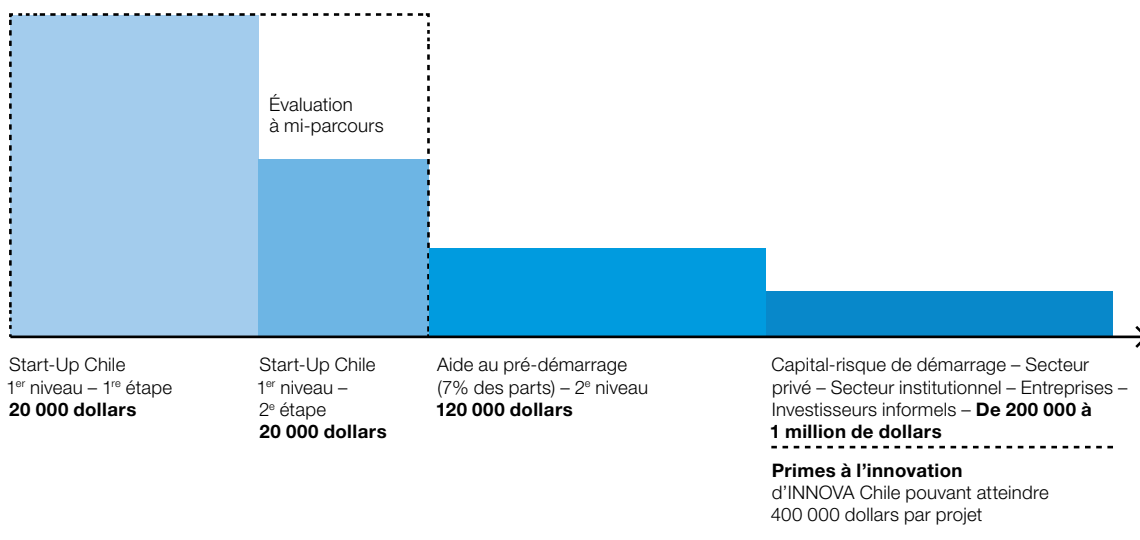 Évaluation
à mi-parcours
Start-Up Chile
1er niveau – 1re étape
20 000 dollars
Start-Up Chile
1er niveau –
2e étape
20 000 dollars
Aide au pré-démarrage
(7% des parts) – 2e niveau
120 000 dollars
Capital-risque de démarrage – Secteur
privé – Secteur institutionnel – Entreprises –
Investisseurs informels – De 200 000 à
1 million de dollars
Primes à l’innovation
d’INNOVA Chile pouvant atteindre
400 000 dollars par projet